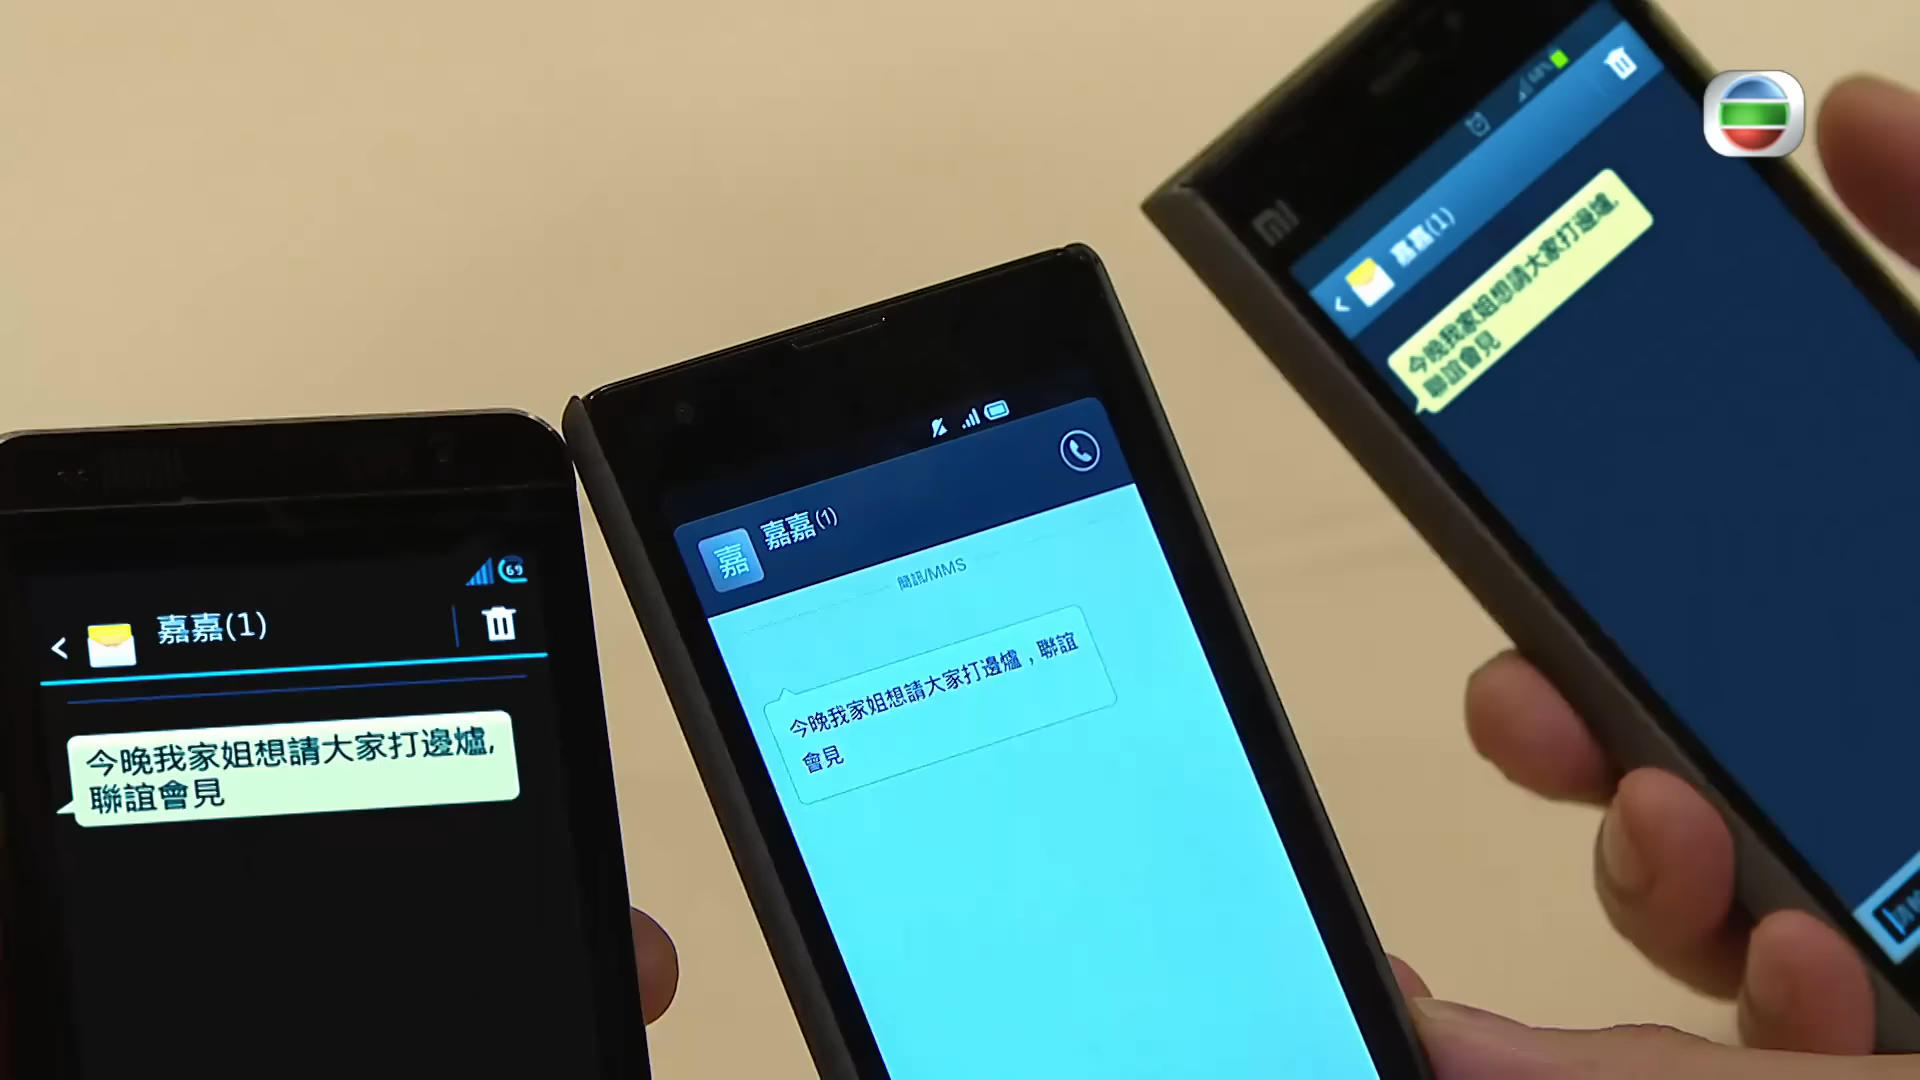 69
嘉嘉(1)
今晚我家姐想請大家打邊爐,
聯誼會見
嘉
嘉嘉(1)
簡訊/MMS
今晚我家姐想請大家打邊爐，聯誼
會見
mi
嘉嘉(1)
今晚我家姐想請大家打邊爐,
聯誼會見